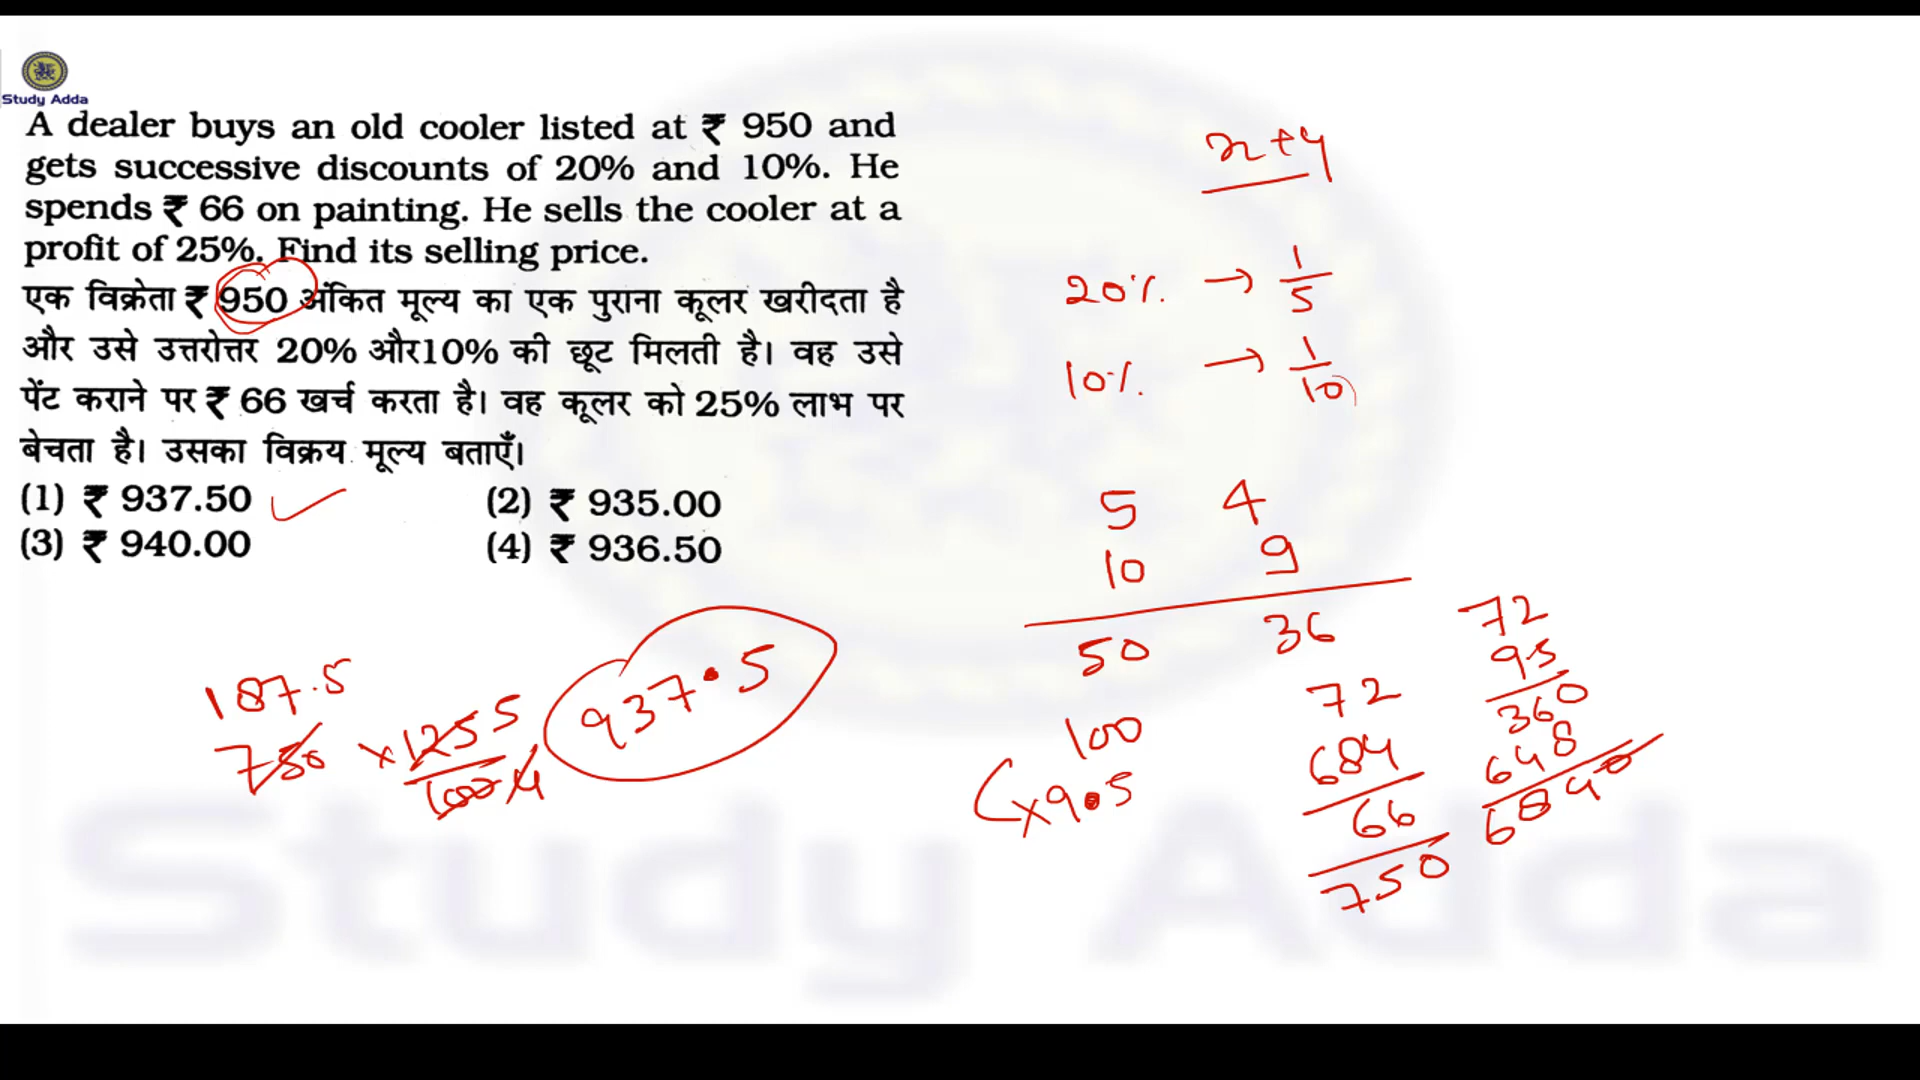 Study Adda
A dealer buys an old cooler listed at ₹ 950 and
gets successive discounts of 20% and 10%. He
spends ₹ 66 on painting. He sells the cooler at a
profit of 25%. Find its selling price.
एक विक्रेता ₹ 950 अंकित मूल्य का एक पुराना कूलर खरीदता है
और उसे उत्तरोत्तर 20% और10% की छूट मिलती है। वह उसे
पेंट कराने पर ₹ 66 खर्च करता है। वह कूलर को 25% लाभ पर
बेचता है। उसका विक्रय मूल्य बताएँ।
(1) ₹ 937.50 (2) ₹ 935.00
(3) ₹ 940.00 (4) ₹ 936.50
187.5
750 × 125 5
100 4
937.5
x+y
20% → 1/5
10% → 1/10
5 4
10 9
50 36
100 72
×9.5 684
66
750
72
95
360
648
6840
Study Adda